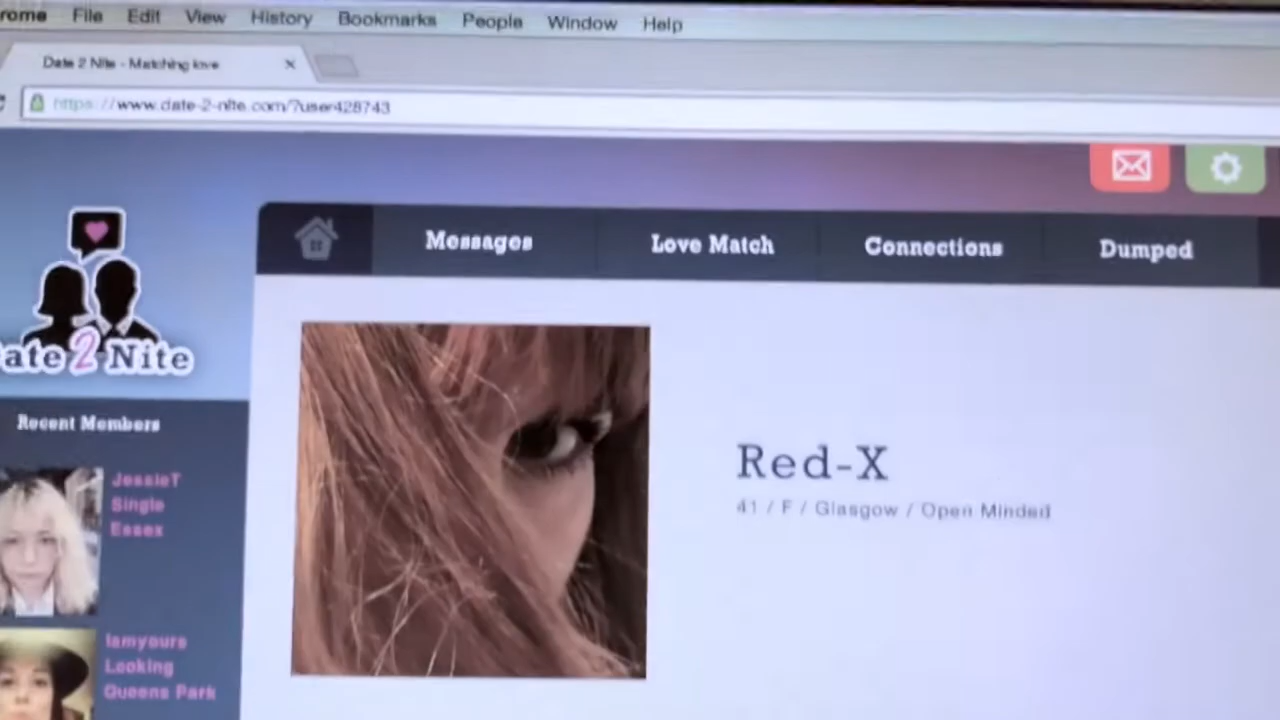 rome File Edit View History Bookmarks People Window Help
Date 2 Nite - Matching love
https://www.date-2-nite.com/?user428743
Messages Love Match Connections Dumped
ate 2 Nite
Recent Members
JessieT
Single
Essex
Iamyours
Looking
Queens Park
Red-X
41 / F / Glasgow / Open Minded